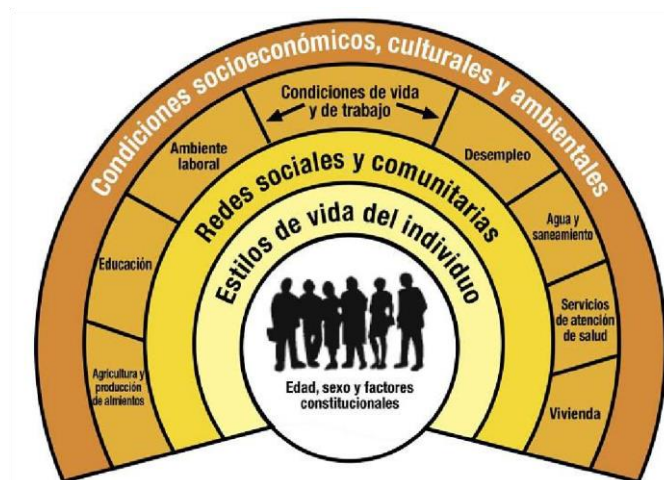 Condiciones socioeconómicos, culturales y ambientales
Condiciones de vida
y de trabajo
Ambiente
laboral
Desempleo
Educación
Agua y
saneamiento
Agricultura y
producción
de almientos
Servicios
de atención
de salud
Vivienda
Redes sociales y comunitarias
Estilos de vida del individuo
Edad, sexo y factores
constitucionales